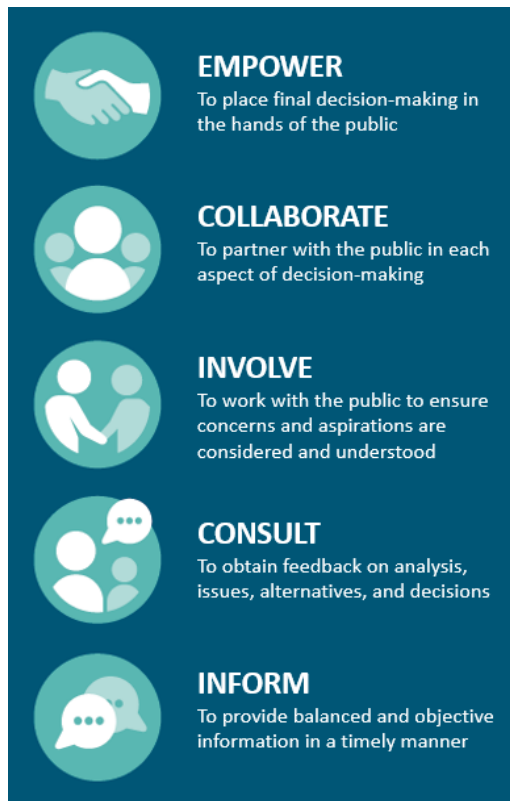 EMPOWER
To place final decision-making in
the hands of the public
COLLABORATE
To partner with the public in each
aspect of decision-making
INVOLVE
To work with the public to ensure
concerns and aspirations are
considered and understood
CONSULT
To obtain feedback on analysis,
issues, alternatives, and decisions
INFORM
To provide balanced and objective
information in a timely manner